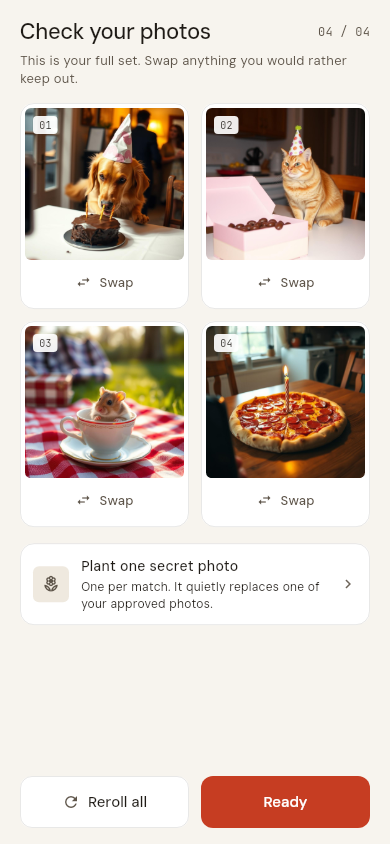 Check your photos
04 / 04
This is your full set. Swap anything you would rather
keep out.
01
02
Swap
Swap
03
04
Swap
Swap
Plant one secret photo
One per match. It quietly replaces one of
your approved photos.
Reroll all
Ready